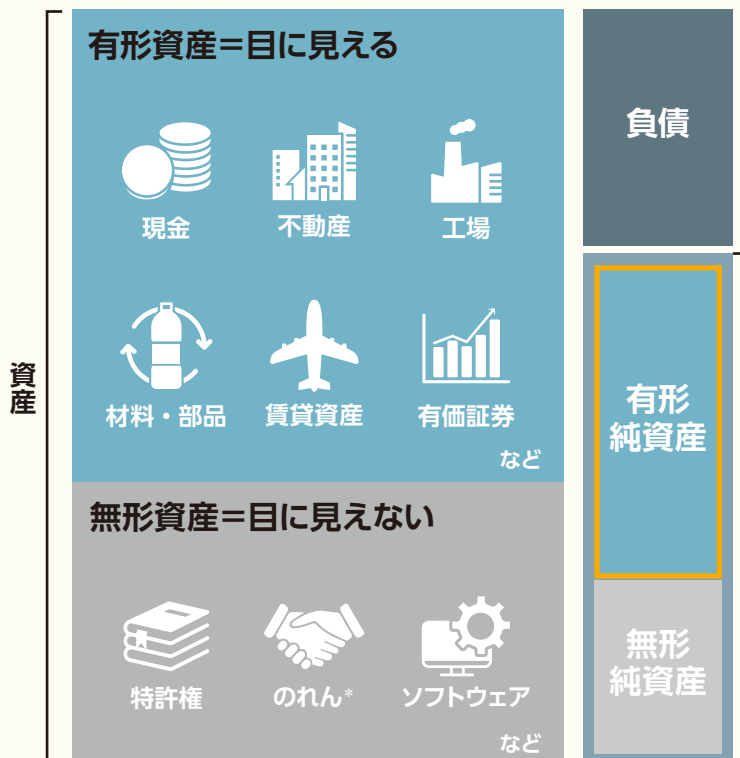 資産
有形資産＝目に見える
現金
不動産
工場
材料・部品
賃貸資産
有価証券
など
無形資産＝目に見えない
特許権
のれん*
ソフトウェア
など
負債
有形
純資産
無形
純資産